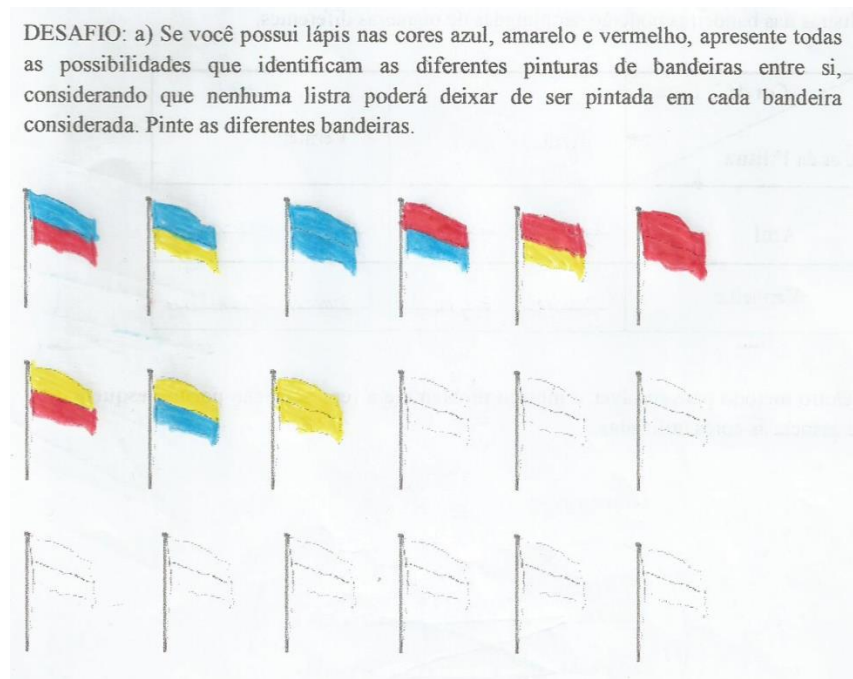 DESAFIO: a) Se você possui lápis nas cores azul, amarelo e vermelho, apresente todas
as possibilidades que identificam as diferentes pinturas de bandeiras entre si,
considerando que nenhuma listra poderá deixar de ser pintada em cada bandeira
considerada. Pinte as diferentes bandeiras.